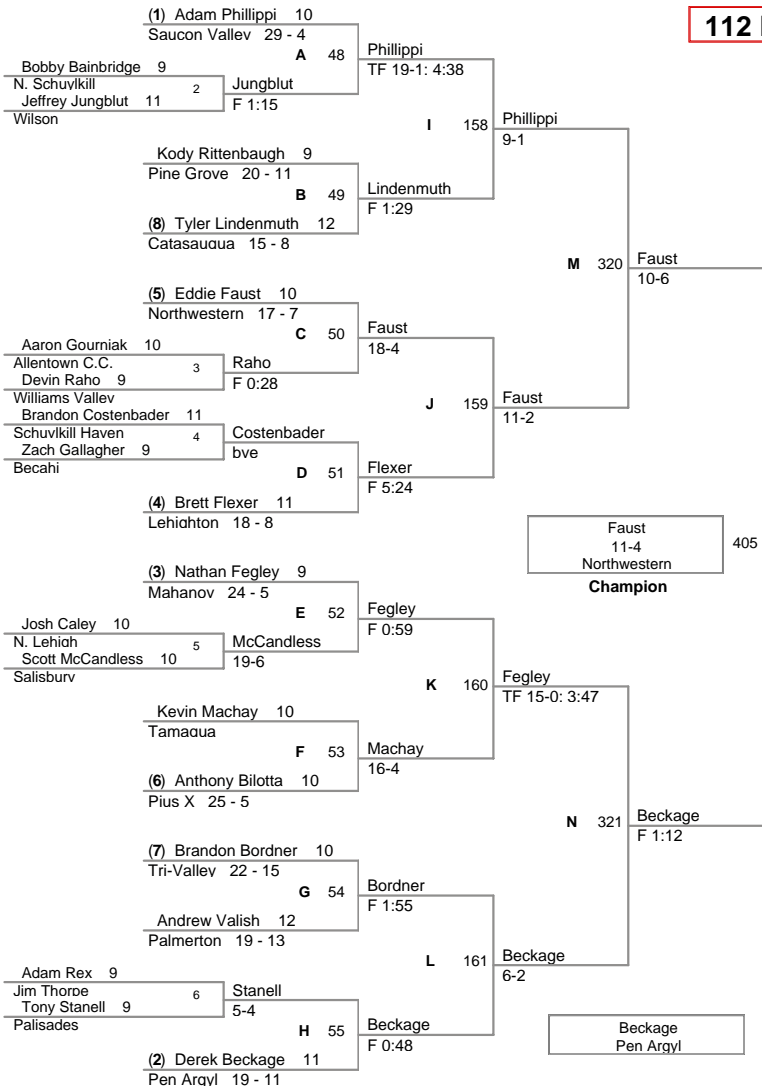 (1) Adam Phillippi 10
112
Saucon Valley 29 - 4
A 48
Phillippi
TF 19-1: 4:38
Bobby Bainbridge 9
N. Schuylkill
2
Jungblut
Jeffrey Jungblut 11
F 1:15
Wilson
I 158
Phillippi
9-1
Kody Rittenbaugh 9
Pine Grove 20 - 11
B 49
Lindenmuth
F 1:29
(8) Tyler Lindenmuth 12
Catasauqua 15 - 8
M 320
Faust
10-6
(5) Eddie Faust 10
Northwestern 17 - 7
C 50
Faust
18-4
Aaron Gourniak 10
Allentown C.C.
3
Raho
Devin Raho 9
F 0:28
Williams Valley
J 159
Faust
11-2
Brandon Costenbader 11
Schuylkill Haven
4
Costenbader
Zach Gallagher 9
bye
Becahi
D 51
Flexer
F 5:24
(4) Brett Flexer 11
Lehighton 18 - 8
Faust
11-4
Northwestern
405
Champion
(3) Nathan Fegley 9
Mahanoy 24 - 5
E 52
Fegley
F 0:59
Josh Caley 10
N. Lehigh
5
McCandless
Scott McCandless 10
19-6
Salisbury
K 160
Fegley
TF 15-0: 3:47
Kevin Machay 10
Tamaqua
F 53
Machay
16-4
(6) Anthony Bilotta 10
Pius X 25 - 5
N 321
Beckage
F 1:12
(7) Brandon Bordner 10
Tri-Valley 22 - 15
G 54
Bordner
F 1:55
Andrew Valish 12
Palmerton 19 - 13
L 161
Beckage
6-2
Adam Rex 9
Jim Thorpe
6
Stanell
Tony Stanell 9
5-4
Palisades
H 55
Beckage
F 0:48
(2) Derek Beckage 11
Pen Argyl 19 - 11
Beckage
Pen Argyl